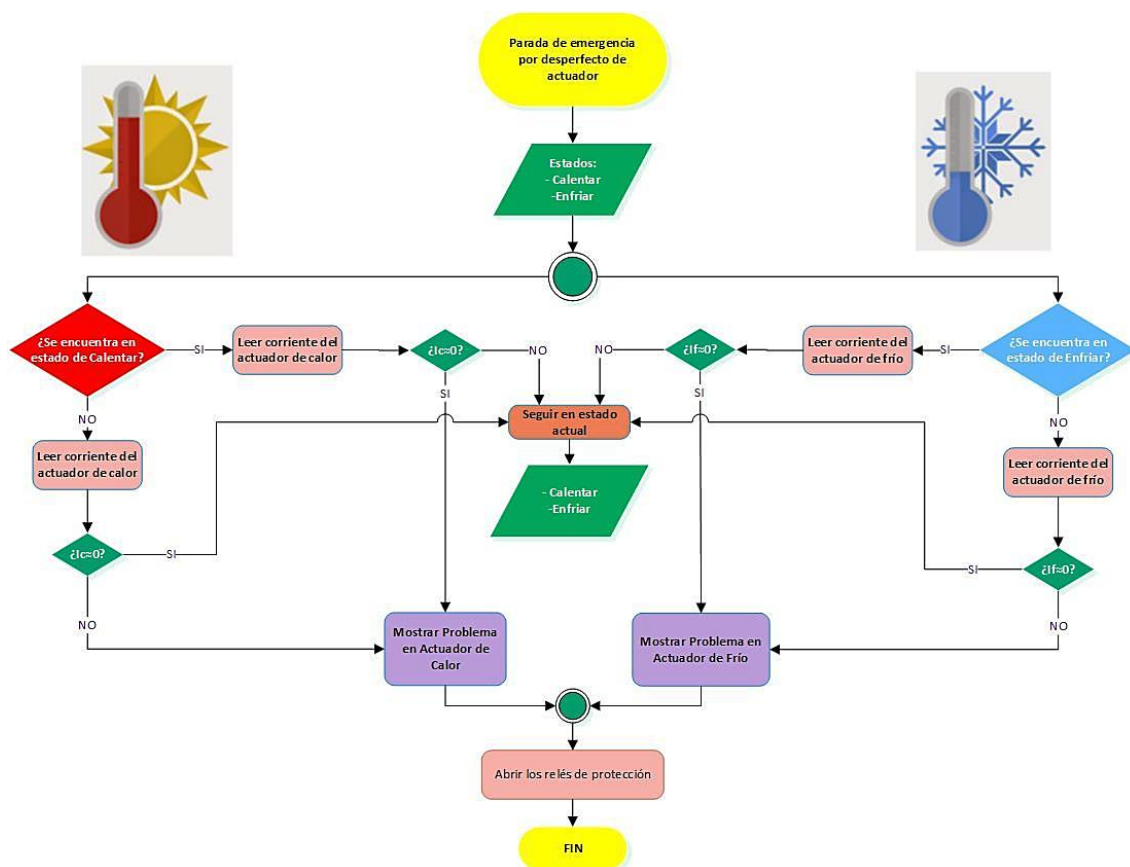 Parada de emergencia
por desperfecto de
actuador
Estados:
- Calentar
-Enfriar
¿Se encuentra en
estado de Calentar?
SI
Leer corriente del
actuador de calor
¿Ic≈0?
NO
SI
NO
¿If≈0?
SI
Leer corriente del
actuador de frío
SI
¿Se encuentra en
estado de Enfriar?
NO
Leer corriente del
actuador de calor
Seguir en estado
actual
NO
Leer corriente del
actuador de frío
- Calentar
-Enfriar
¿Ic≈0?
SI
NO
SI
¿If≈0?
NO
Mostrar Problema
en Actuador de
Calor
Mostrar Problema en
Actuador de Frío
Abrir los relés de protección
FIN